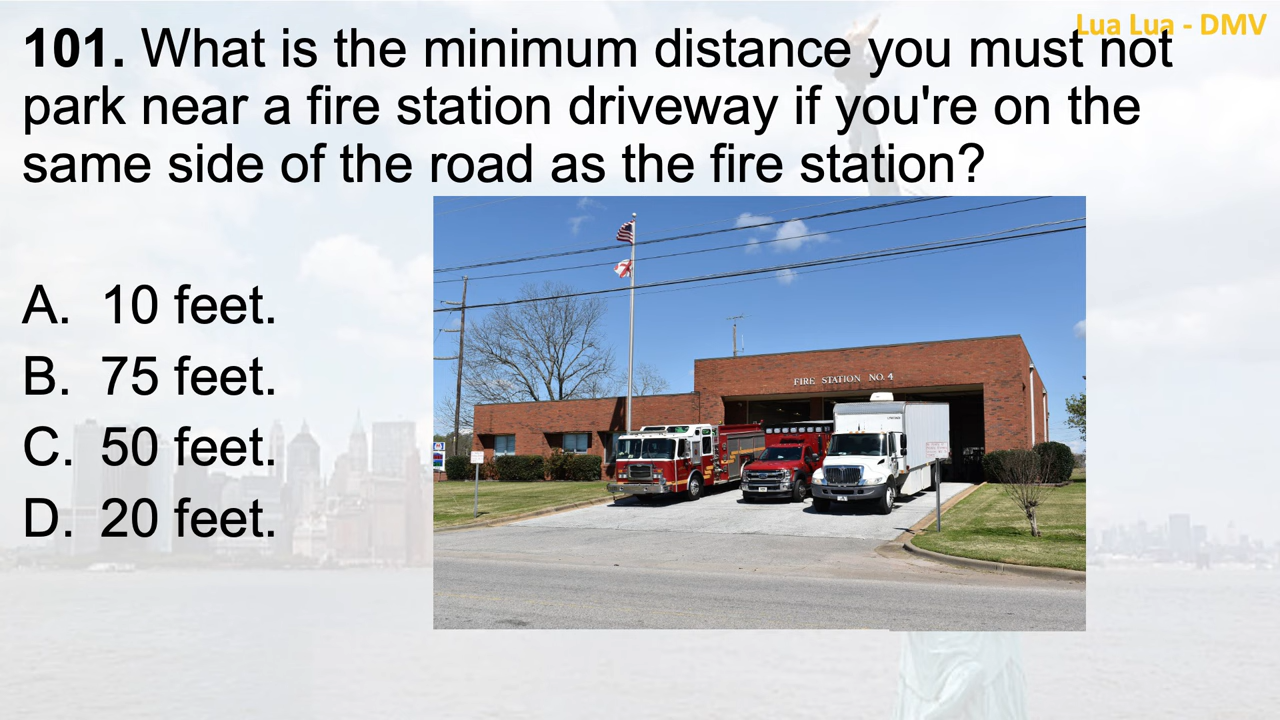 Lua Lua - DMV
101. What is the minimum distance you must not
park near a fire station driveway if you're on the
same side of the road as the fire station?
A. 10 feet.
B. 75 feet.
C. 50 feet.
D. 20 feet.
FIRE STATION NO. 4